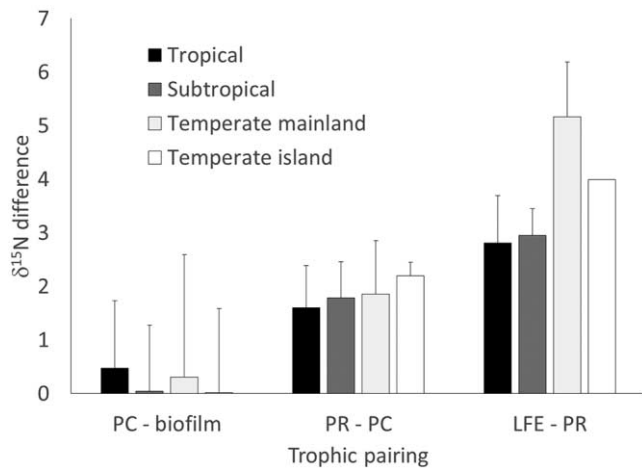 7
6
5
4
3
2
1
0
δ15N difference
Tropical
Subtropical
Temperate mainland
Temperate island
PC - biofilm
PR - PC
LFE - PR
Trophic pairing